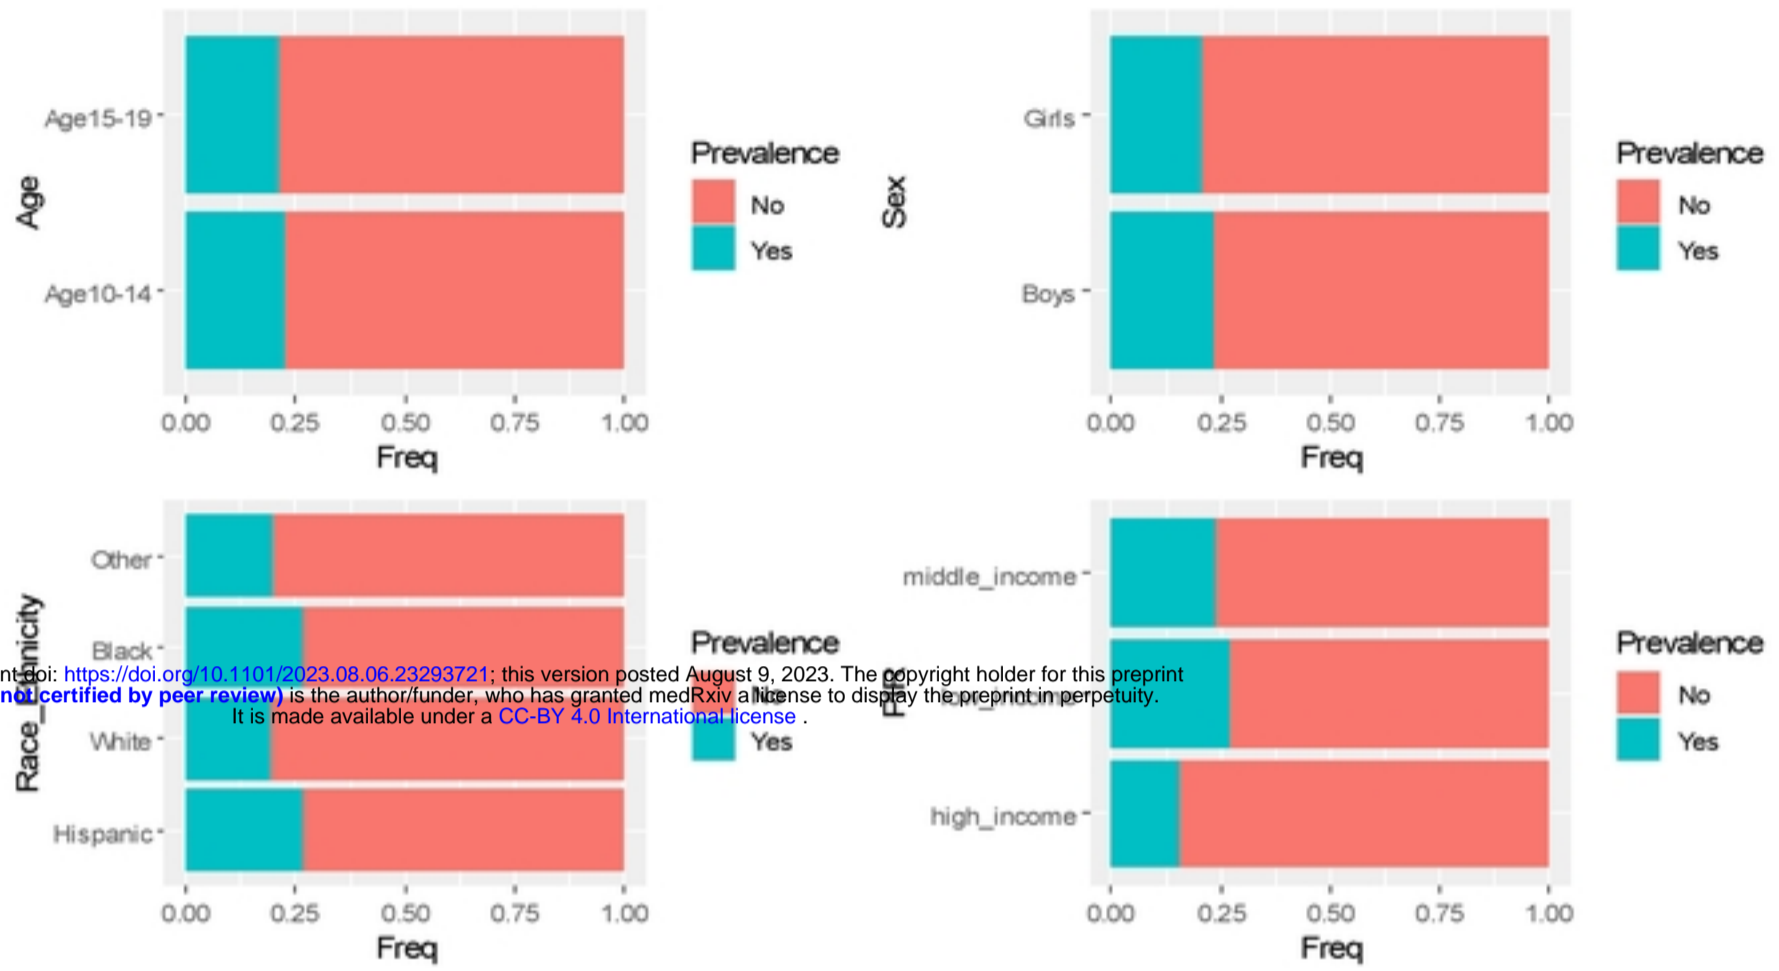 Age
Age15-19
Age10-14
0.00 0.25 0.50 0.75 1.00
Freq
Prevalence
No
Yes
Sex
Girls
Boys
0.00 0.25 0.50 0.75 1.00
Freq
Prevalence
No
Yes
Race_Ethnicity
Other
Black
White
Hispanic
0.00 0.25 0.50 0.75 1.00
Freq
Prevalence
No
Yes
PIR
middle_income
low_income
high_income
0.00 0.25 0.50 0.75 1.00
Freq
Prevalence
No
Yes
doi: https://doi.org/10.1101/2023.08.06.23293721; this version posted August 9, 2023. The copyright holder for this preprint
not certified by peer review) is the author/funder, who has granted medRxiv a license to display the preprint in perpetuity.
It is made available under a CC-BY 4.0 International license .